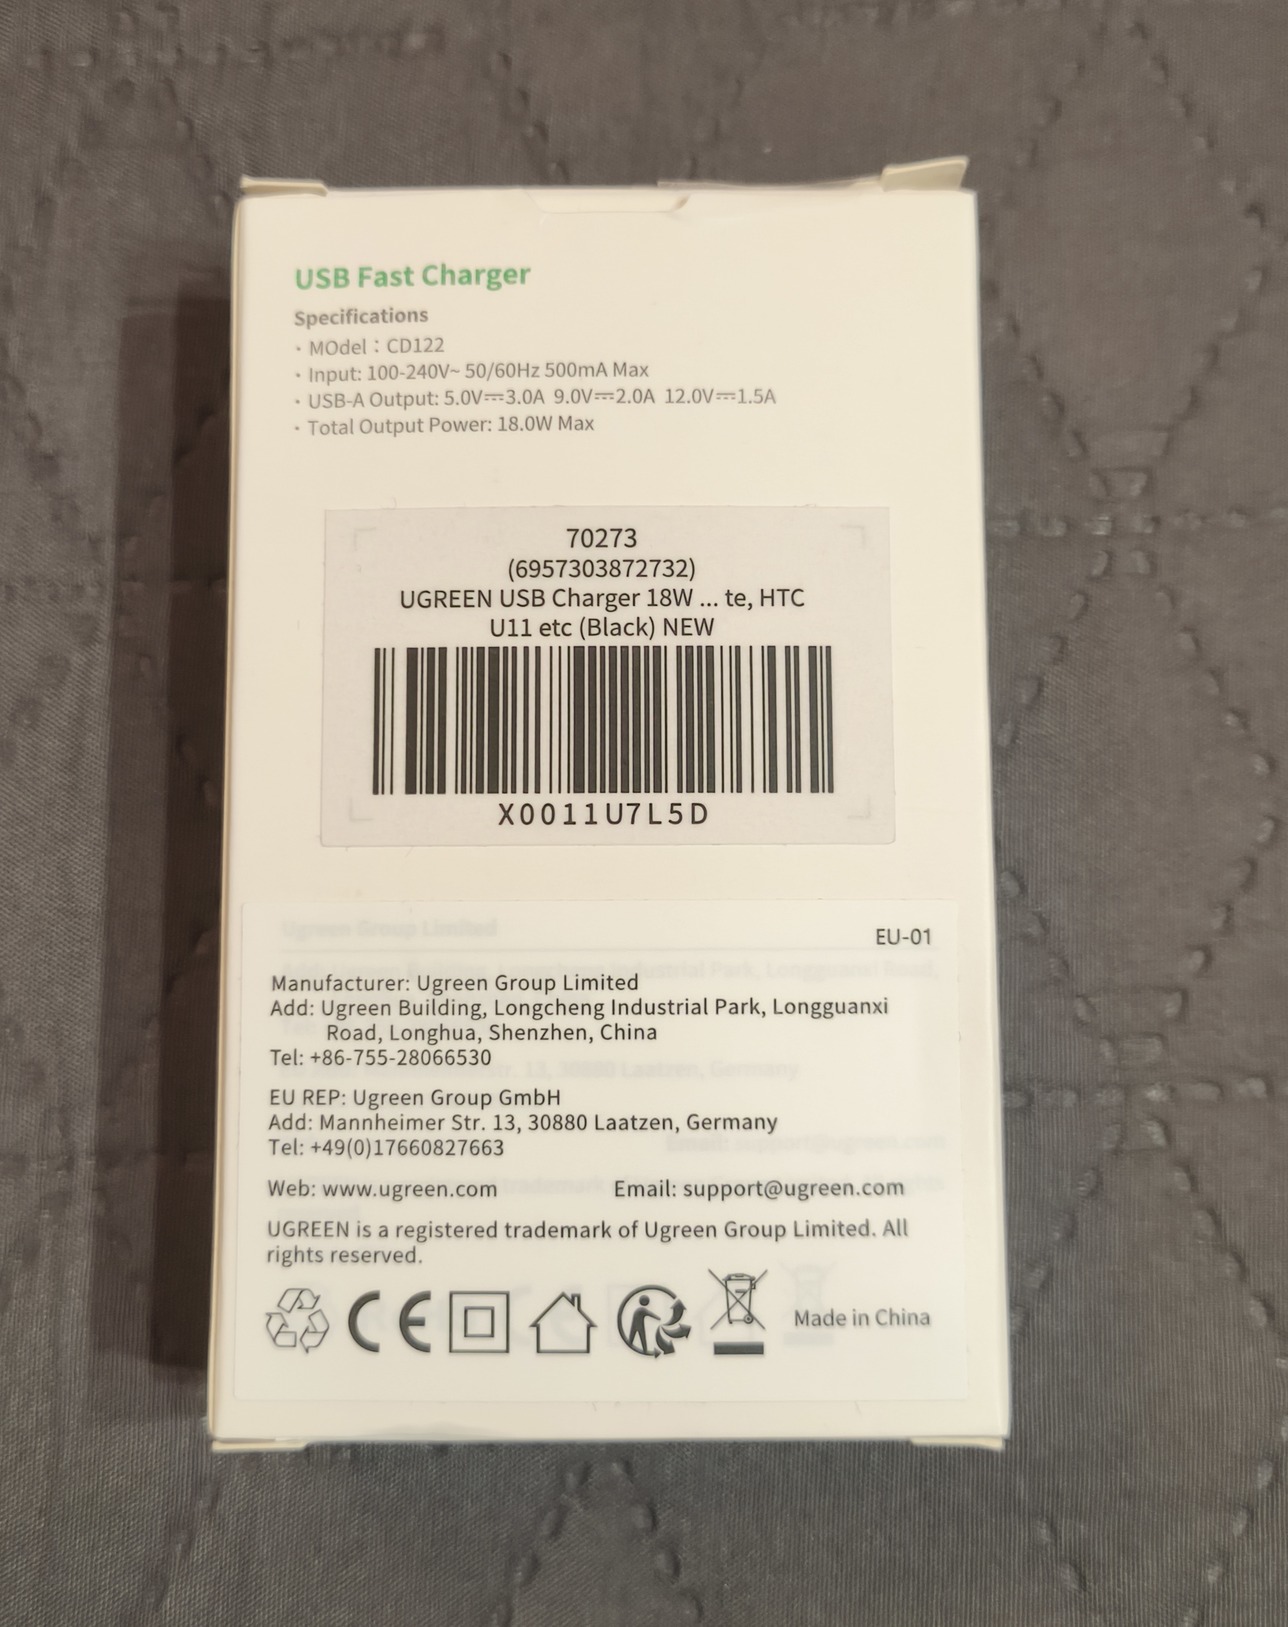 USB Fast Charger
Specifications
· MOdel：CD122
· Input: 100-240V~ 50/60Hz 500mA Max
· USB-A Output: 5.0V⎓3.0A 9.0V⎓2.0A 12.0V⎓1.5A
· Total Output Power: 18.0W Max
70273
(6957303872732)
UGREEN USB Charger 18W ... te, HTC
U11 etc (Black) NEW
X0011U7L5D
Ugreen Group Limited
EU-01
Manufacturer: Ugreen Group Limited
Add: Ugreen Building, Longcheng Industrial Park, Longguanxi
Road, Longhua, Shenzhen, China
Tel: +86-755-28066530
EU REP: Ugreen Group GmbH
Add: Mannheimer Str. 13, 30880 Laatzen, Germany
Tel: +49(0)17660827663
Web: www.ugreen.com Email: support@ugreen.com
UGREEN is a registered trademark of Ugreen Group Limited. All
rights reserved.
CE
Made in China